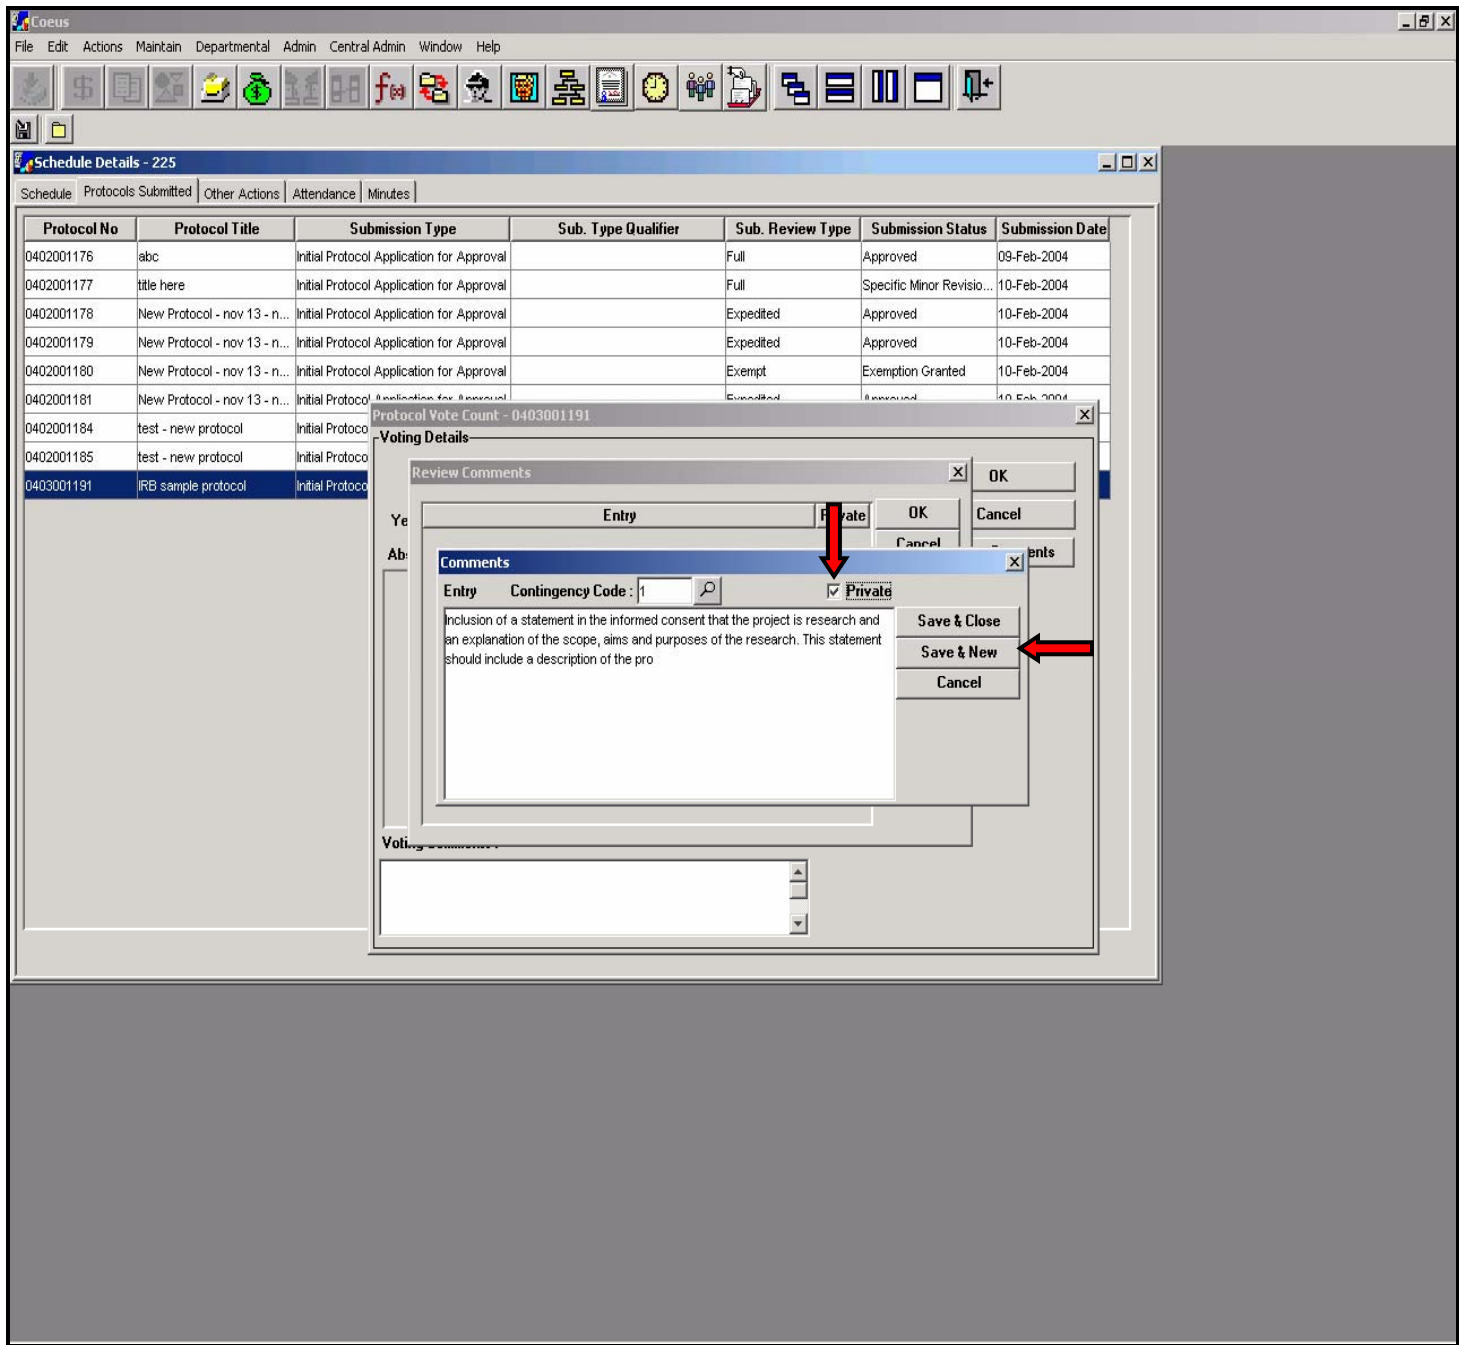 Coeus
File Edit Actions Maintain Departmental Admin Central Admin Window Help
Schedule Details - 225
Schedule Protocols Submitted Other Actions Attendance Minutes
Protocol No Protocol Title Submission Type Sub. Type Qualifier Sub. Review Type Submission Status Submission Date
0402001176 abc Initial Protocol Application for Approval Full Approved 09-Feb-2004
0402001177 title here Initial Protocol Application for Approval Full Specific Minor Revisio... 10-Feb-2004
0402001178 New Protocol - nov 13 - n... Initial Protocol Application for Approval Expedited Approved 10-Feb-2004
0402001179 New Protocol - nov 13 - n... Initial Protocol Application for Approval Expedited Approved 10-Feb-2004
0402001180 New Protocol - nov 13 - n... Initial Protocol Application for Approval Exempt Exemption Granted 10-Feb-2004
0402001181 New Protocol - nov 13 - n... Initial Protocol Application for Approval Expedited Approved 10-Feb-2004
0402001184 test - new protocol Initial Protoco
0402001185 test - new protocol Initial Protoco
0403001191 IRB sample protocol Initial Protoco
Protocol Vote Count - 0403001191
Voting Details
OK
Cancel
Ye
Ab
Review Comments
Entry
OK
Cancel
Comments
Entry Contingency Code : 1 Private
Inclusion of a statement in the informed consent that the project is research and
an explanation of the scope, aims and purposes of the research. This statement
should include a description of the pro
Save & Close
Save & New
Cancel